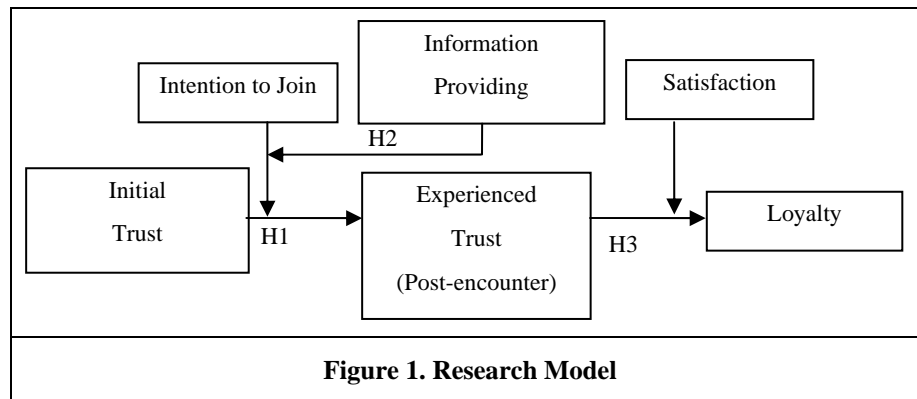 Information
Providing
Intention to Join
Satisfaction
H2
Initial
Trust
H1
Experienced
Trust
(Post-encounter)
H3
Loyalty
Figure 1. Research Model